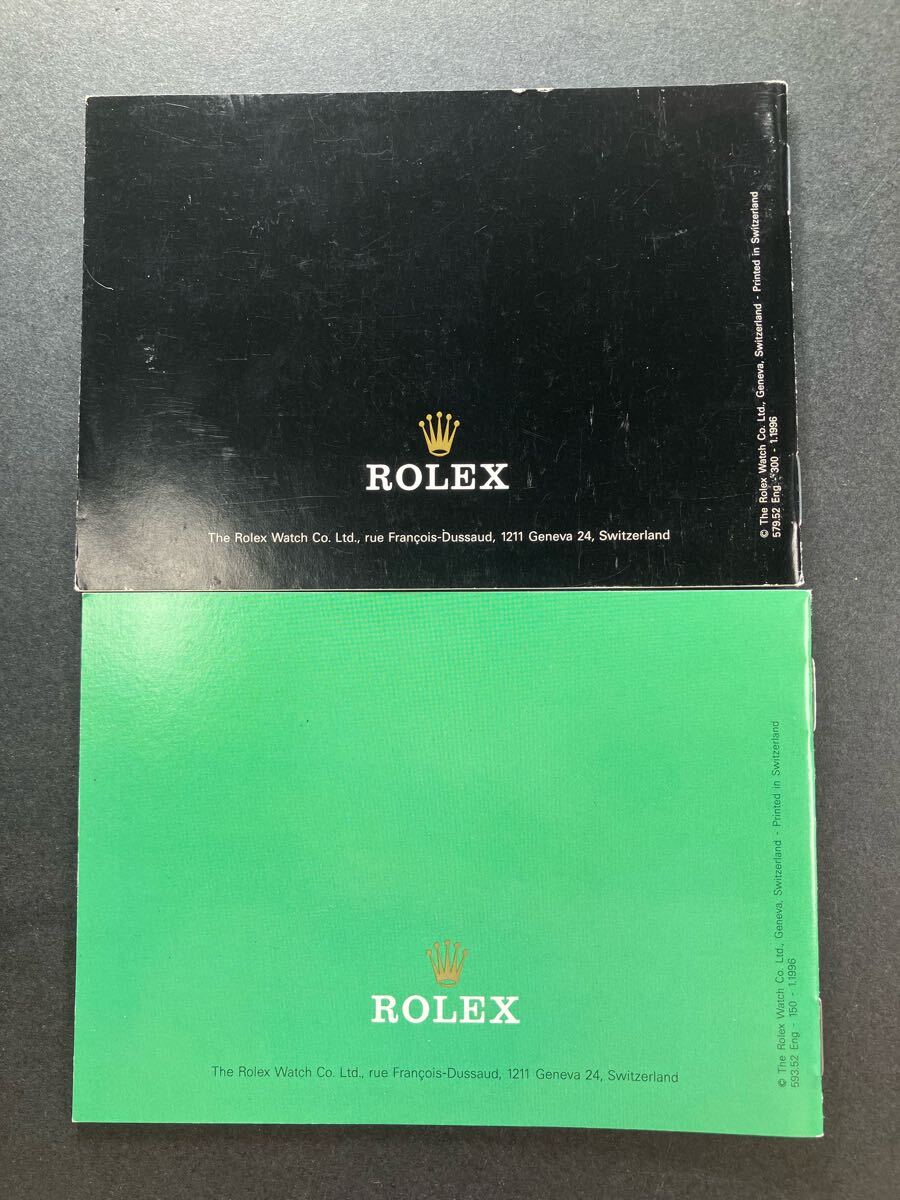 ROLEX
The Rolex Watch Co. Ltd., rue François-Dussaud, 1211 Geneva 24, Switzerland
© The Rolex Watch Co. Ltd., Geneva, Switzerland - Printed in Switzerland
579.52 Eng. - 300 - 1.1996
ROLEX
The Rolex Watch Co. Ltd., rue François-Dussaud, 1211 Geneva 24, Switzerland
© The Rolex Watch Co. Ltd., Geneva, Switzerland - Printed in Switzerland
593.52 Eng - 150 - 1.1996